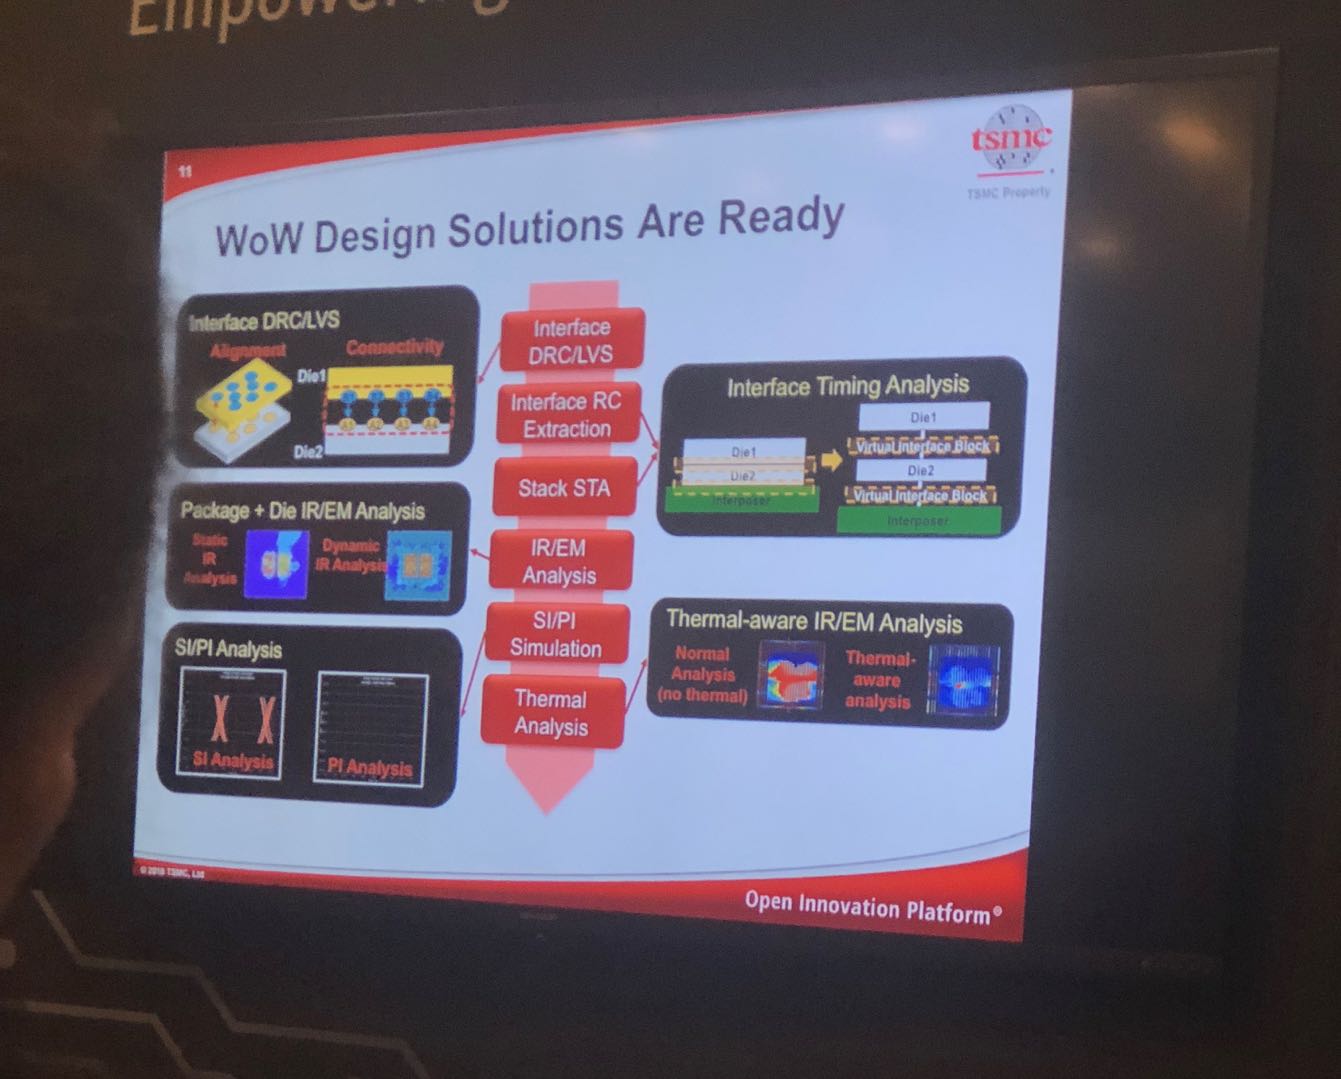 Empowering
11
tsmc
TSMC Property
WoW Design Solutions Are Ready
Interface DRC/LVS
Alignment
Connectivity
Die1
Die2
Package + Die IR/EM Analysis
Static
IR
Analysis
Dynamic
IR Analysis
SI/PI Analysis
SI Analysis
PI Analysis
Interface
DRC/LVS
Interface RC
Extraction
Stack STA
IR/EM
Analysis
SI/PI
Simulation
Thermal
Analysis
Interface Timing Analysis
Die1
Die2
Interposer
Die1
Virtual Interface Block
Die2
Virtual Interface Block
Interposer
Thermal-aware IR/EM Analysis
Normal
Analysis
(no thermal)
Thermal-
aware
analysis
© 2018 TSMC, Ltd
Open Innovation Platform®